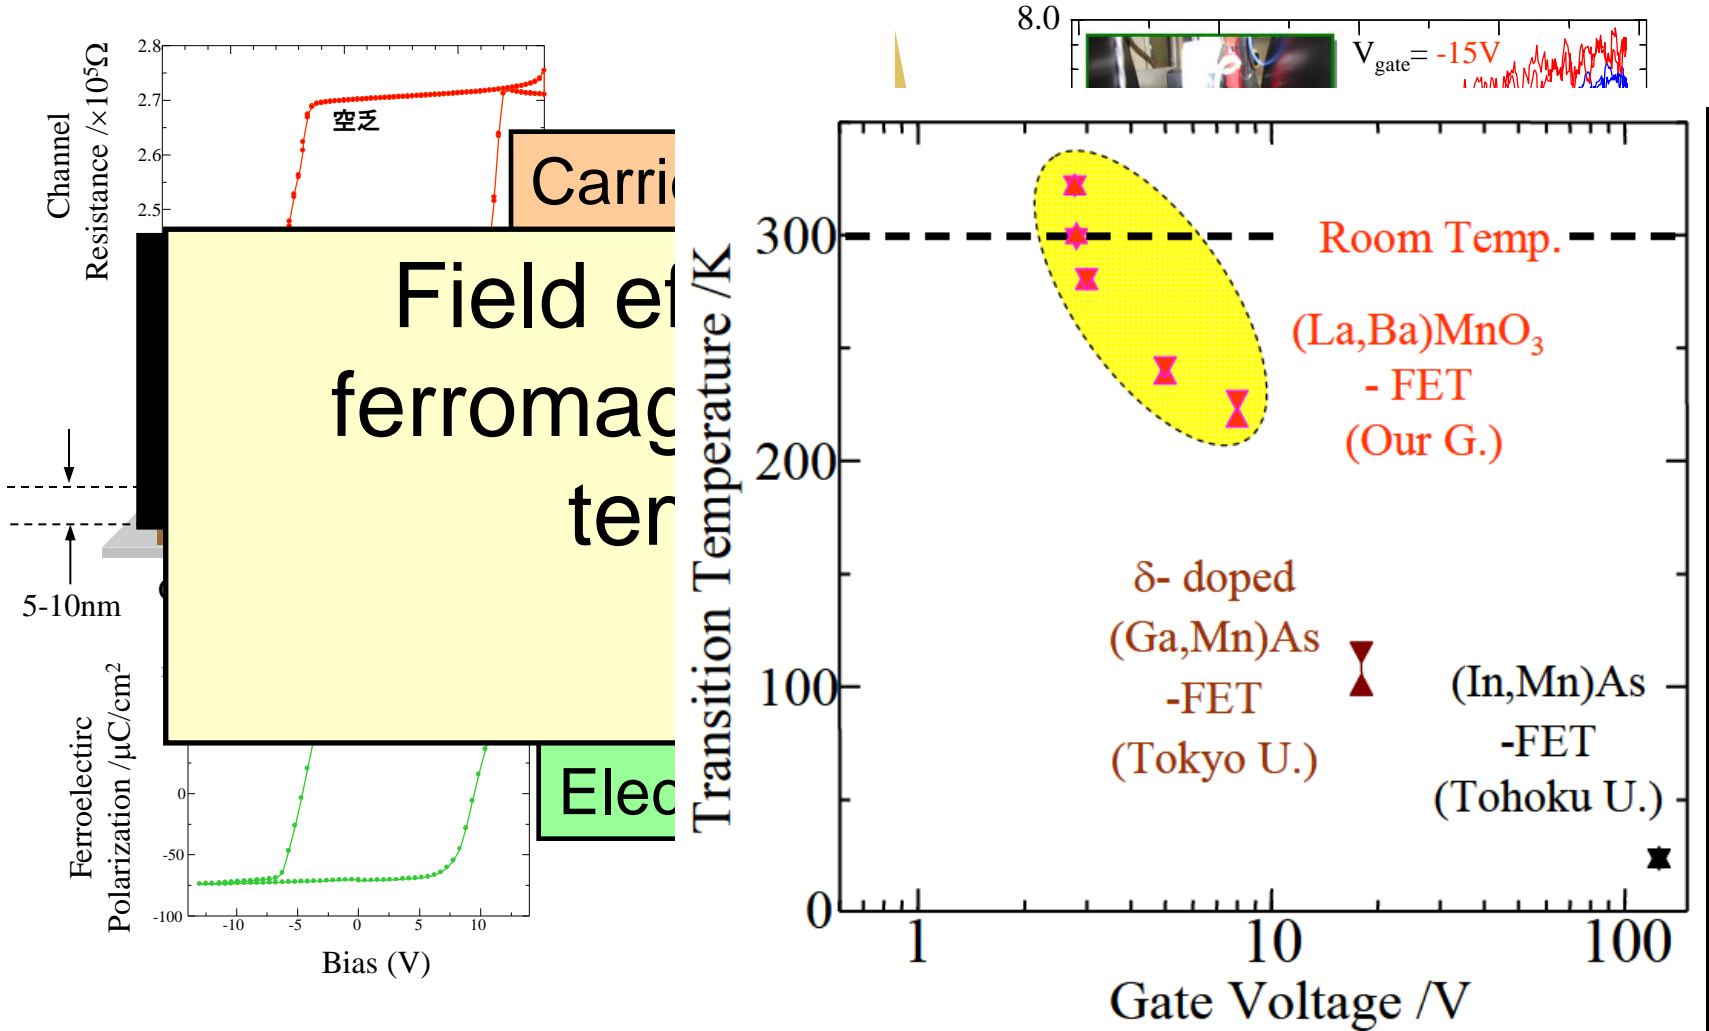 2.8
2.7
2.6
2.5
Channel
Resistance /×10⁵Ω
空乏
Carri
8.0
V_gate= -15V
Field ef
ferromag
ter
5-10nm
Elec
Ferroelectirc
Polarization /μC/cm²
0
-50
-100
-10
-5
0
5
10
Bias (V)
Transition Temperature /K
300
200
100
0
Room Temp.
(La,Ba)MnO₃
- FET
(Our G.)
δ- doped
(Ga,Mn)As
-FET
(Tokyo U.)
(In,Mn)As
-FET
(Tohoku U.)
1
10
100
Gate Voltage /V